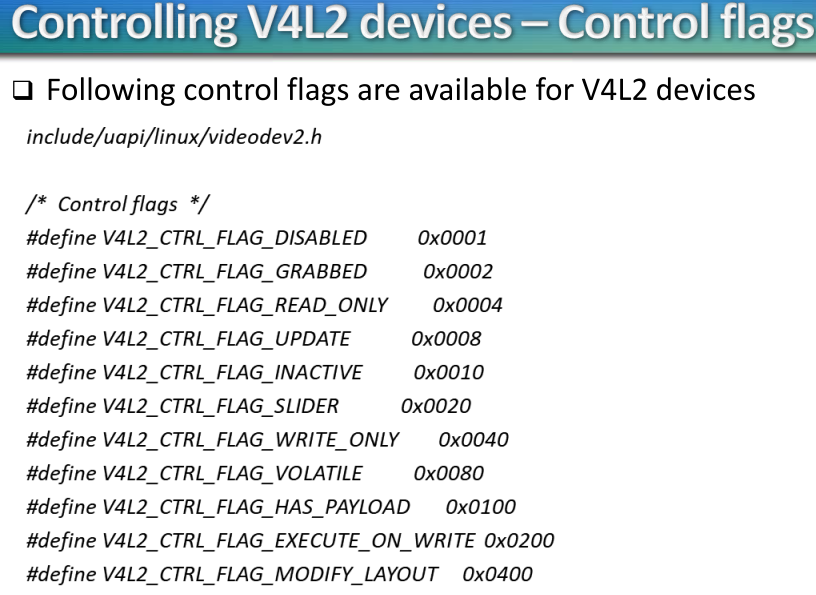 Controlling V4L2 devices – Control flags
❑ Following control flags are available for V4L2 devices
include/uapi/linux/videodev2.h
/* Control flags */
#define V4L2_CTRL_FLAG_DISABLED 0x0001
#define V4L2_CTRL_FLAG_GRABBED 0x0002
#define V4L2_CTRL_FLAG_READ_ONLY 0x0004
#define V4L2_CTRL_FLAG_UPDATE 0x0008
#define V4L2_CTRL_FLAG_INACTIVE 0x0010
#define V4L2_CTRL_FLAG_SLIDER 0x0020
#define V4L2_CTRL_FLAG_WRITE_ONLY 0x0040
#define V4L2_CTRL_FLAG_VOLATILE 0x0080
#define V4L2_CTRL_FLAG_HAS_PAYLOAD 0x0100
#define V4L2_CTRL_FLAG_EXECUTE_ON_WRITE 0x0200
#define V4L2_CTRL_FLAG_MODIFY_LAYOUT 0x0400